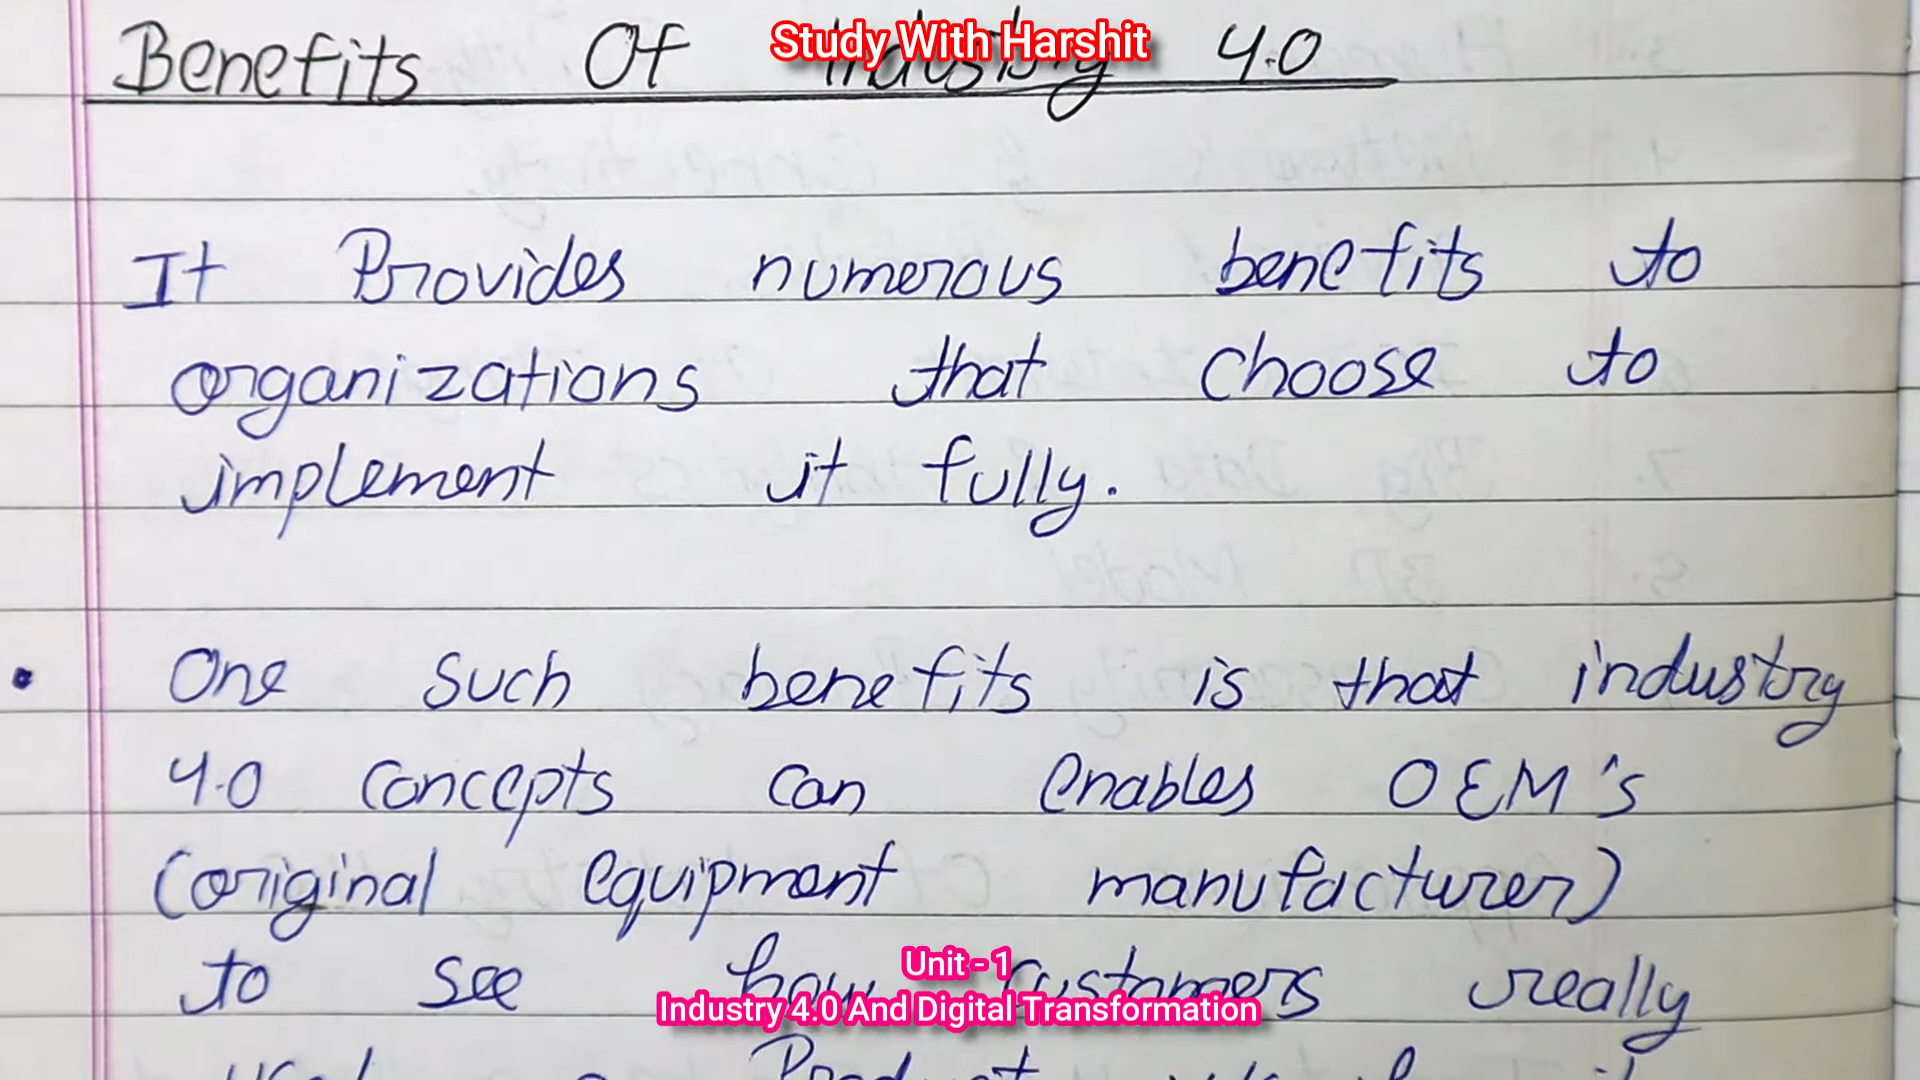 Study With Harshit
Benefits Of Industry 4.0
It Provides numerous benefits to
organizations that choose to
implement it fully.
• One such benefits is that industry
4.0 concepts can enables OEM's
(original equipment manufacturer)
to see how customers really
Unit - 1
Industry 4.0 And Digital Transformation
Product